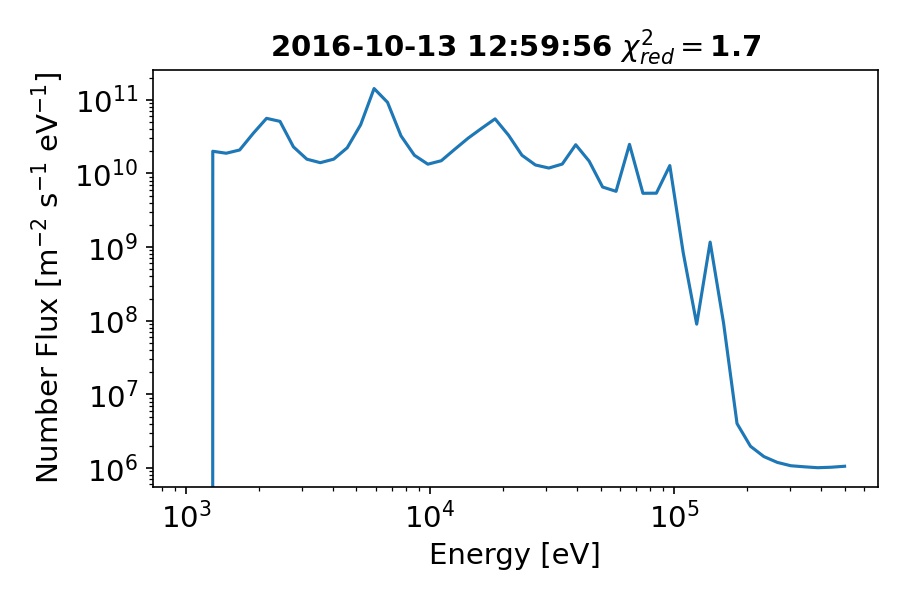 2016-10-13 12:59:56 χ²_red = 1.7
Number Flux [m⁻² s⁻¹ eV⁻¹]
10¹¹
10¹⁰
10⁹
10⁸
10⁷
10⁶
10³ 10⁴ 10⁵
Energy [eV]